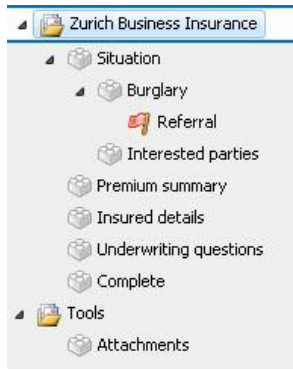 Zurich Business Insurance
Situation
Burglary
Referral
Interested parties
Premium summary
Insured details
Underwriting questions
Complete
Tools
Attachments